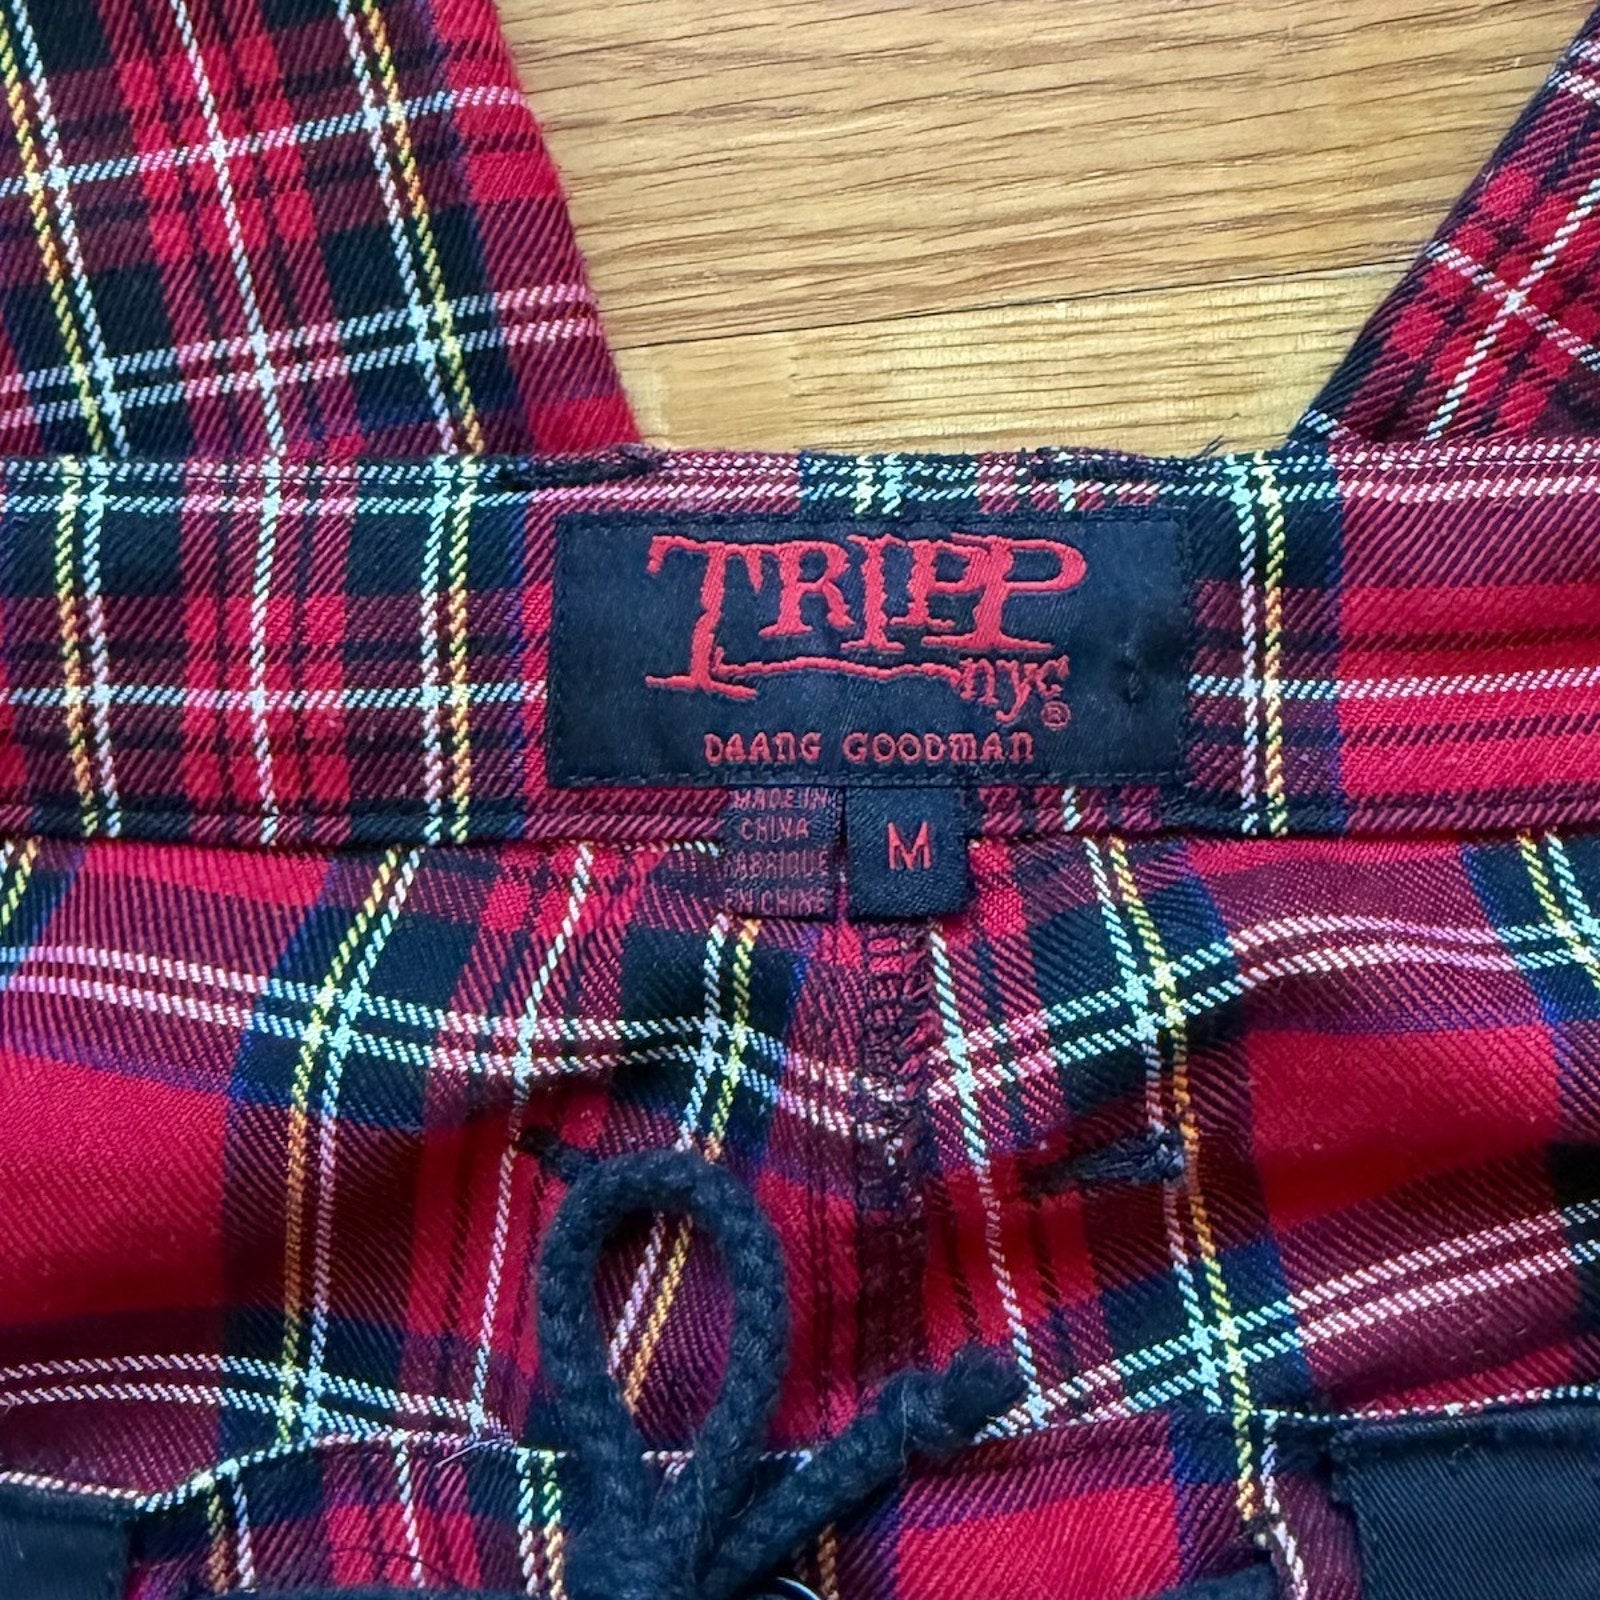 TRIPP
nyc®
DAANG GOODMAN
MADE IN
CHINA
FABRIQUE
EN CHINE
M